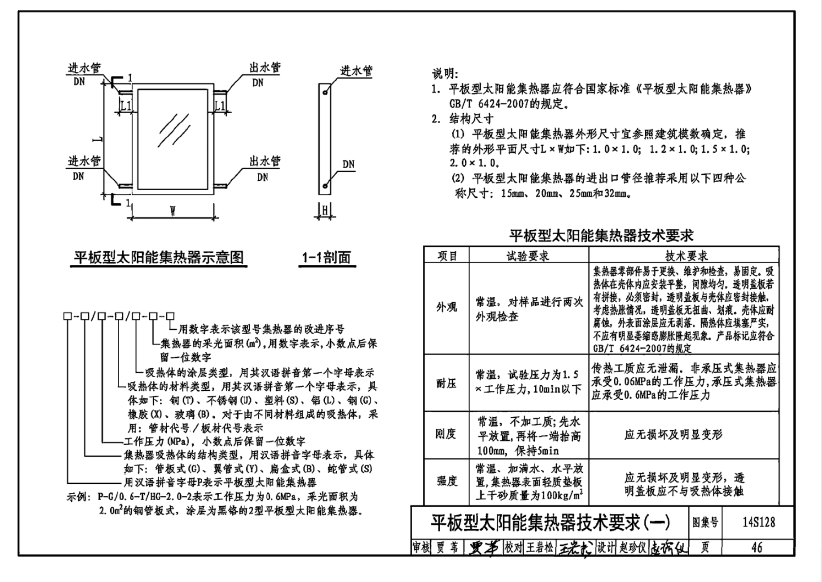 进水管
DN
出水管
DN
1
L1
L1
L
进水管
DN
出水管
DN
1
W
进水管
DN
H
平板型太阳能集热器示意图
1-1剖面
□-□/□-□/□-□-□
用数字表示该型号集热器的改进序号
集热器的采光面积(m²),用数字表示,小数点后保
留一位数字
吸热体的涂层类型，用其汉语拼音第一个字母表示
吸热体的材料类型，用其汉语拼音第一个字母表示，具
体如下：铜(T)、不锈钢(U)、塑料(S)、铝(L)、钢(G)、
橡胶(X)、玻璃(B)。对于由不同材料组成的吸热体，采
用：管材代号／板材代号表示
工作压力(MPa)，小数点后保留一位数字
集热器吸热体的结构类型，用汉语拼音字母表示，具体
如下：管板式(G)、翼管式(Y)、扁盒式(B)、蛇管式(S)
用汉语拼音字母P表示平板型太阳能集热器
示例：P-G/0.6-T/HG-2.0-2表示工作压力为0.6MPa，采光面积为
2.0m²的铜管板式，涂层为黑铬的2型平板型太阳能集热器。
说明:
1. 平板型太阳能集热器应符合国家标准《平板型太阳能集热器》
GB/T 6424-2007的规定。
2. 结构尺寸
(1) 平板型太阳能集热器外形尺寸宜参照建筑模数确定，推
荐的外形平面尺寸L×W如下:1.0×1.0; 1.2×1.0;1.5×1.0;
2.0×1.0。
(2) 平板型太阳能集热器的进出口管径推荐采用以下四种公
称尺寸：15mm、20mm、25mm和32mm。
平板型太阳能集热器技术要求
项目 试验要求 技术要求
外观
常温，对样品进行两次
外观检查
集热器零部件易于更换、维护和检查，易固定。吸
热体在壳体内应安装平整，间隙均匀。透明盖板若
有拼接，必须密封，透明盖板与壳体应密封接触，
考虑热胀情况，透明盖板无扭曲、划痕。壳体应耐
腐蚀，外表面涂层应无剥落。隔热体应填塞严实，
不应有明显萎缩膨胀隆起现象。产品标记应符合
GB/T 6424-2007的规定
耐压
常温，试验压力为1.5
×工作压力,10min以下
传热工质应无泄漏。非承压式集热器应
承受0.06MPa的工作压力,承压式集热器
应承受0.6MPa的工作压力
刚度
常温，不加工质;先水
平放置,再将一端抬高
100mm，保持5min
应无损坏及明显变形
强度
常温、加满水、水平放
置,集热器表面轻质垫板
上干砂质量为100kg/m²
应无损坏及明显变形，透
明盖板应不与吸热体接触
平板型太阳能集热器技术要求(一) 图集号 14S128
审核 贾苇 校对 王岩松 设计 赵珍仪 页 46